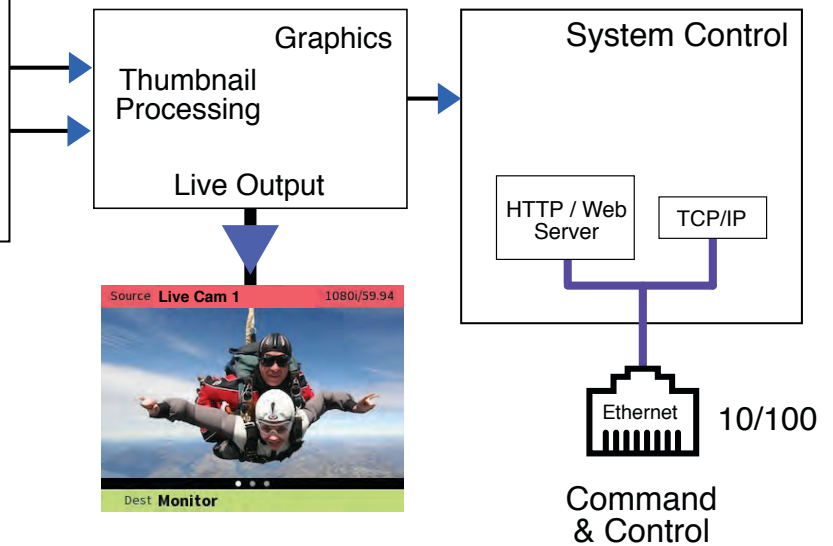 Graphics
Thumbnail
Processing
Live Output
System Control
HTTP / Web
Server
TCP/IP
Source Live Cam 1 1080i/59.94
Dest Monitor
Ethernet
10/100
Command
& Control